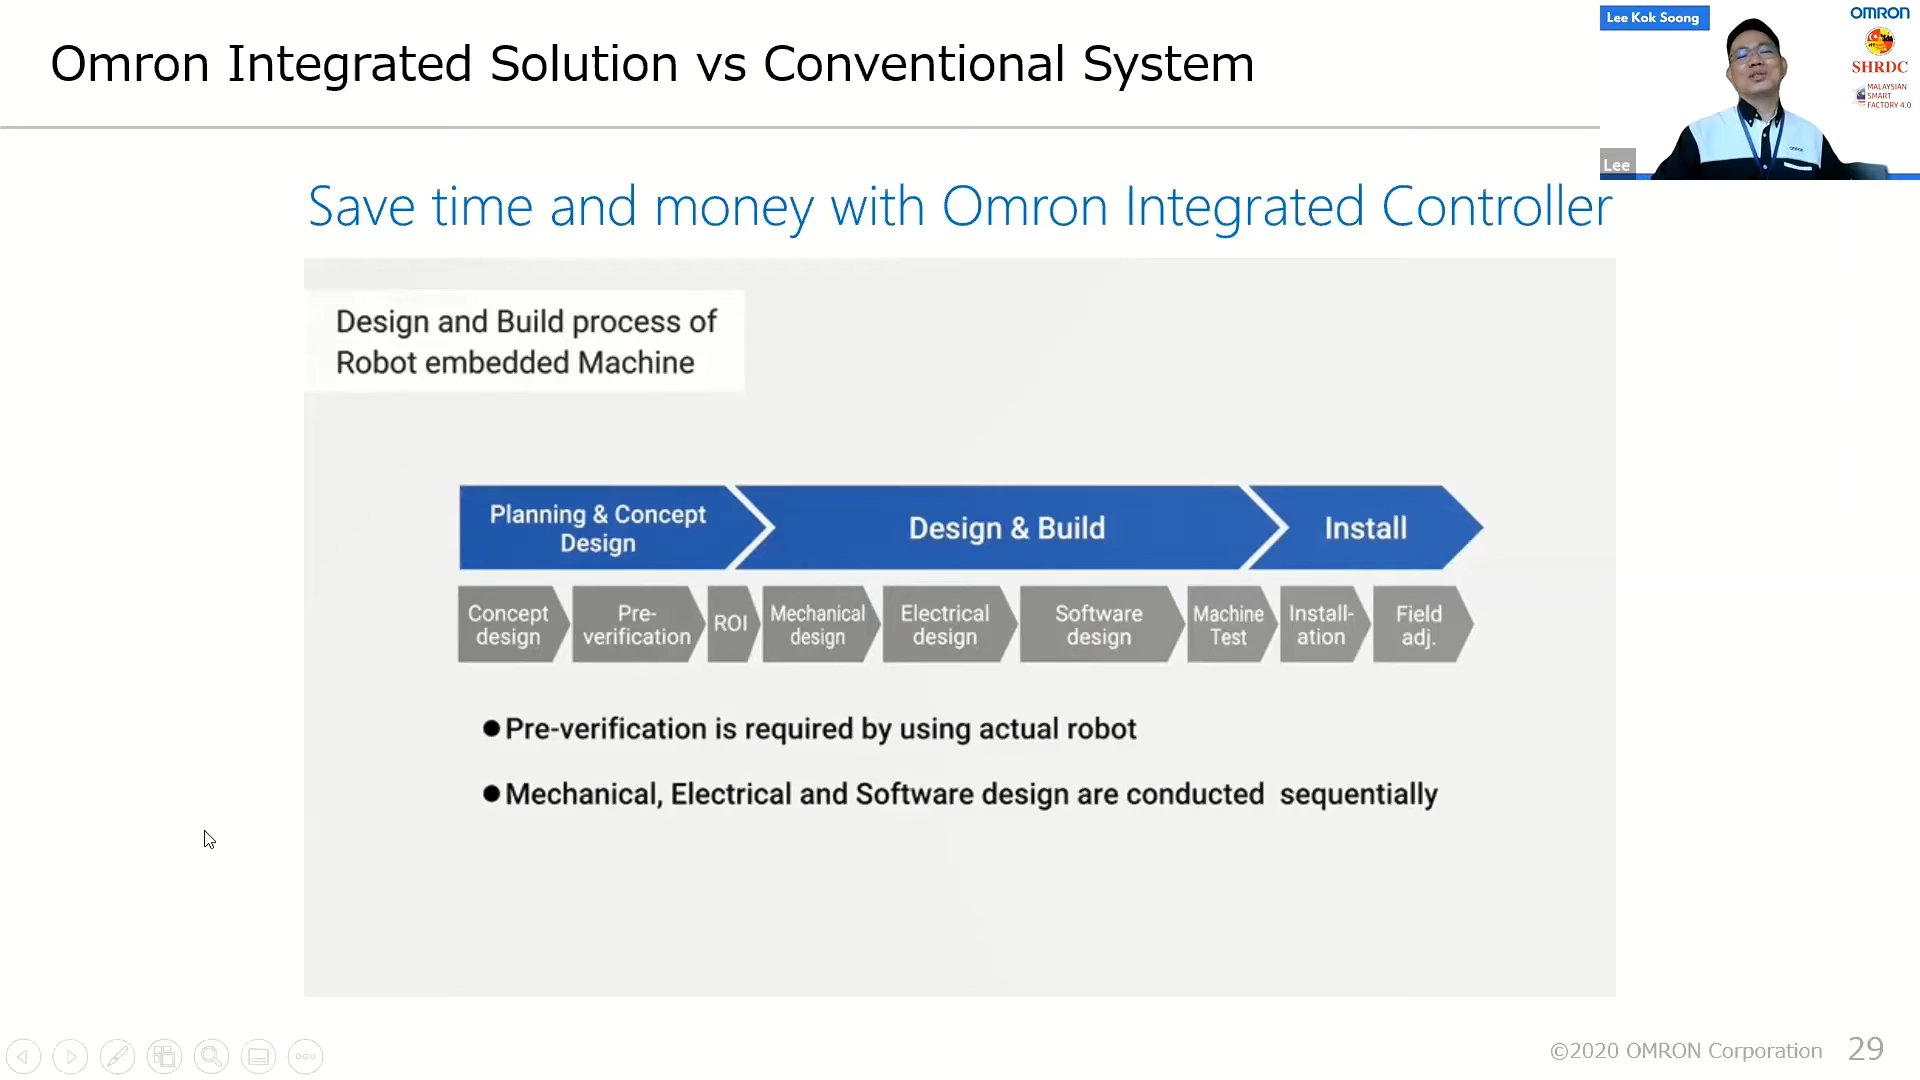 Omron Integrated Solution vs Conventional System
Lee Kok Soong
OMRON
SHRDC
MALAYSIAN
SMART
FACTORY 4.0
Lee
Save time and money with Omron Integrated Controller
Design and Build process of
Robot embedded Machine
Planning & Concept
Design
Design & Build
Install
Concept
design
Pre-
verification
ROI
Mechanical
design
Electrical
design
Software
design
Machine
Test
Install-
ation
Field
adj.
●Pre-verification is required by using actual robot
●Mechanical, Electrical and Software design are conducted sequentially
©2020 OMRON Corporation
29